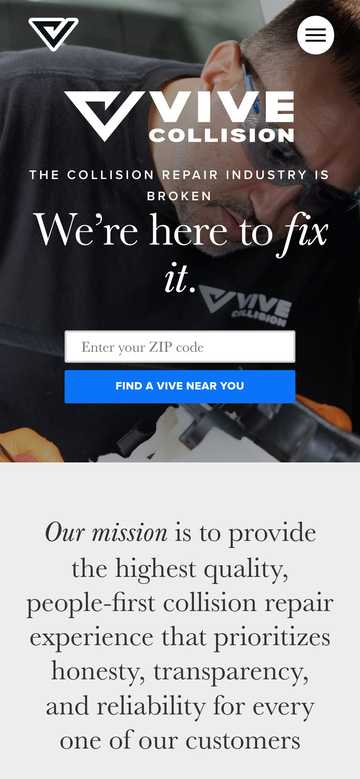 VIVE
COLLISION
THE COLLISION REPAIR INDUSTRY IS
BROKEN
We’re here to fix
it.
VIVE
COLLISION
Enter your ZIP code
FIND A VIVE NEAR YOU
Our mission is to provide
the highest quality,
people-first collision repair
experience that prioritizes
honesty, transparency,
and reliability for every
one of our customers